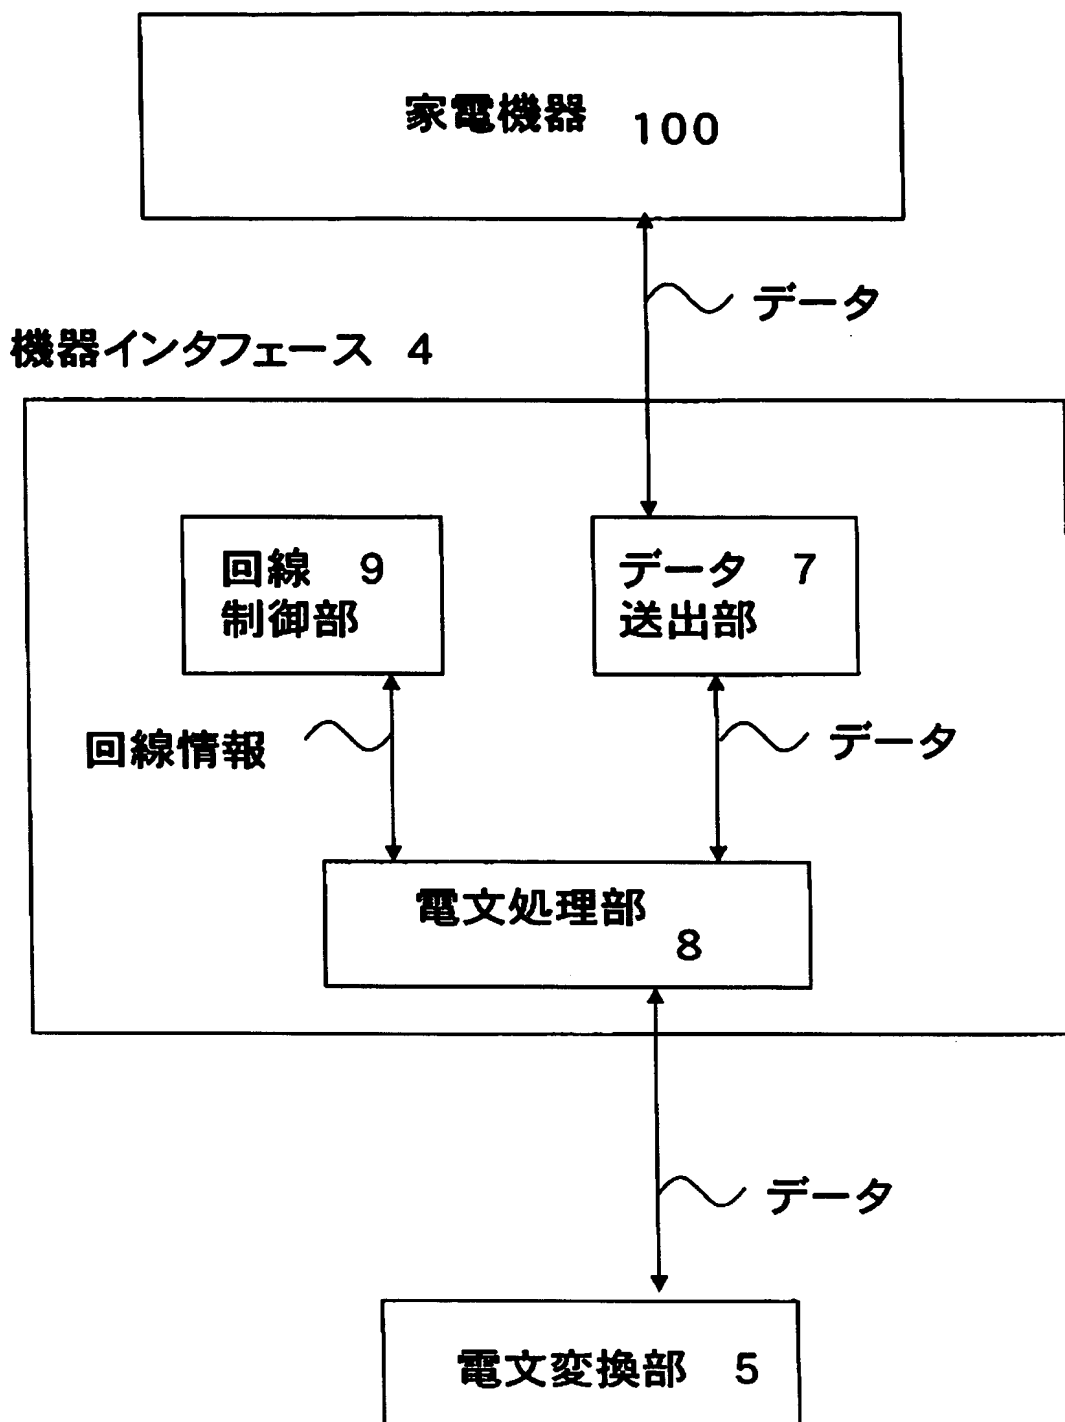 家電機器 100
データ
機器インタフェース 4
回線 9
制御部
データ 7
送出部
回線情報
データ
電文処理部
8
データ
電文変換部 5